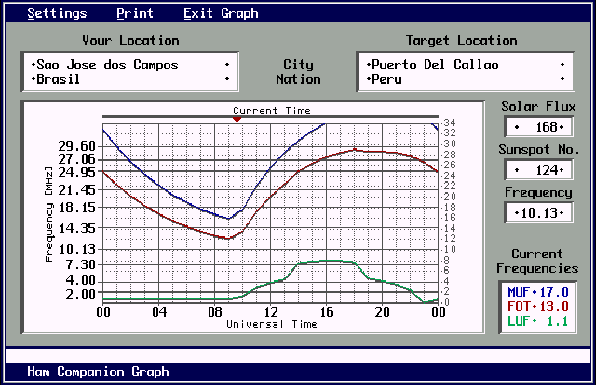 Settings Print Exit Graph
Your Location
Target Location
Sao Jose dos Campos
Brasil
City
Nation
Puerto Del Callao
Peru
Solar Flux
168
Sunspot No.
124
Frequency
10.13
Current Time
Frequency [MHz]
29.60
27.06
24.95
21.45
18.15
14.35
10.13
7.30
4.00
2.00
34
32
30
28
26
24
22
20
18
16
14
12
10
8
6
4
2
0
00 04 08 12 16 20 00
Universal Time
Current
Frequencies
MUF 17.0
FOT 13.0
LUF 1.1
Ham Companion Graph